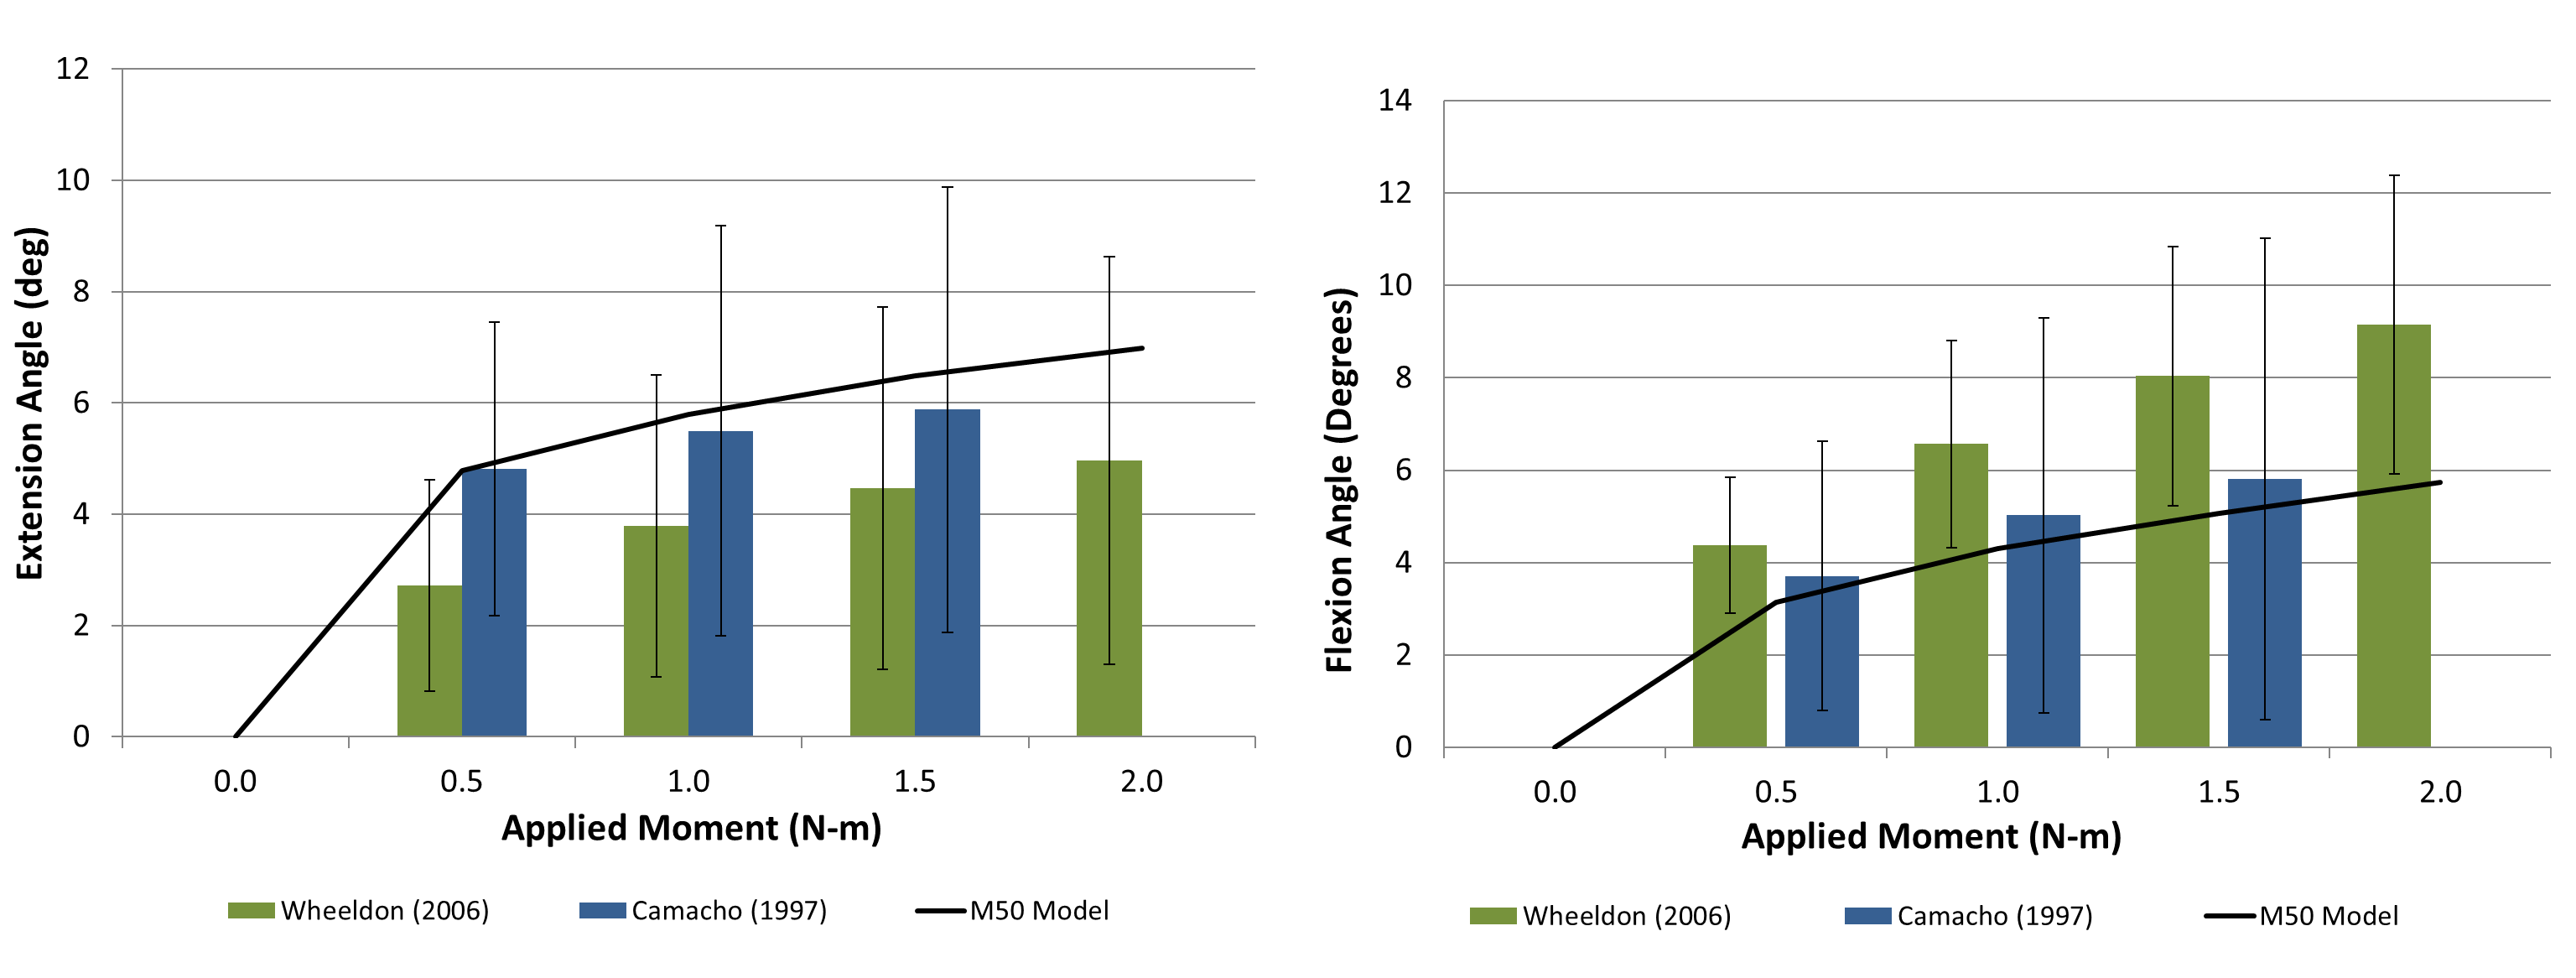 12
10
8
6
4
2
0
Extension Angle (deg)
0.0 0.5 1.0 1.5 2.0
Applied Moment (N-m)
Wheeldon (2006) Camacho (1997) M50 Model
14
12
10
8
6
4
2
0
Flexion Angle (Degrees)
0.0 0.5 1.0 1.5 2.0
Applied Moment (N-m)
Wheeldon (2006) Camacho (1997) M50 Model